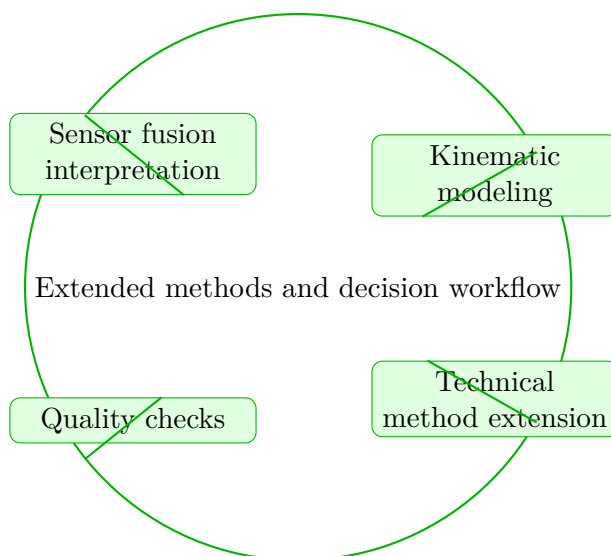 Sensor fusion
interpretation
Kinematic
modeling
Extended methods and decision workflow
Quality checks
Technical
method extension